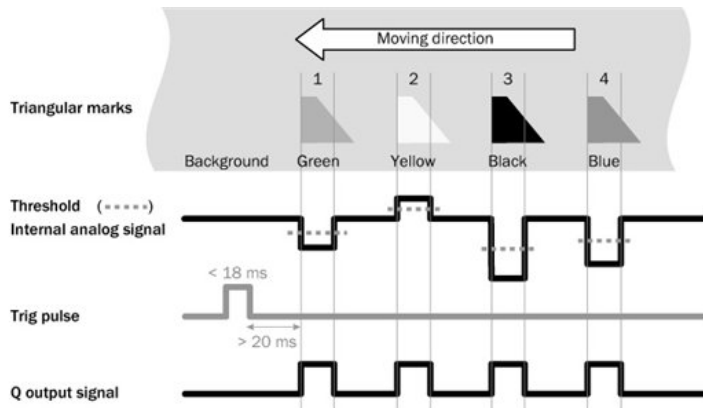 Moving direction
1 2 3 4
Triangular marks
Background Green Yellow Black Blue
Threshold (-----)
Internal analog signal
< 18 ms
Trig pulse
> 20 ms
Q output signal